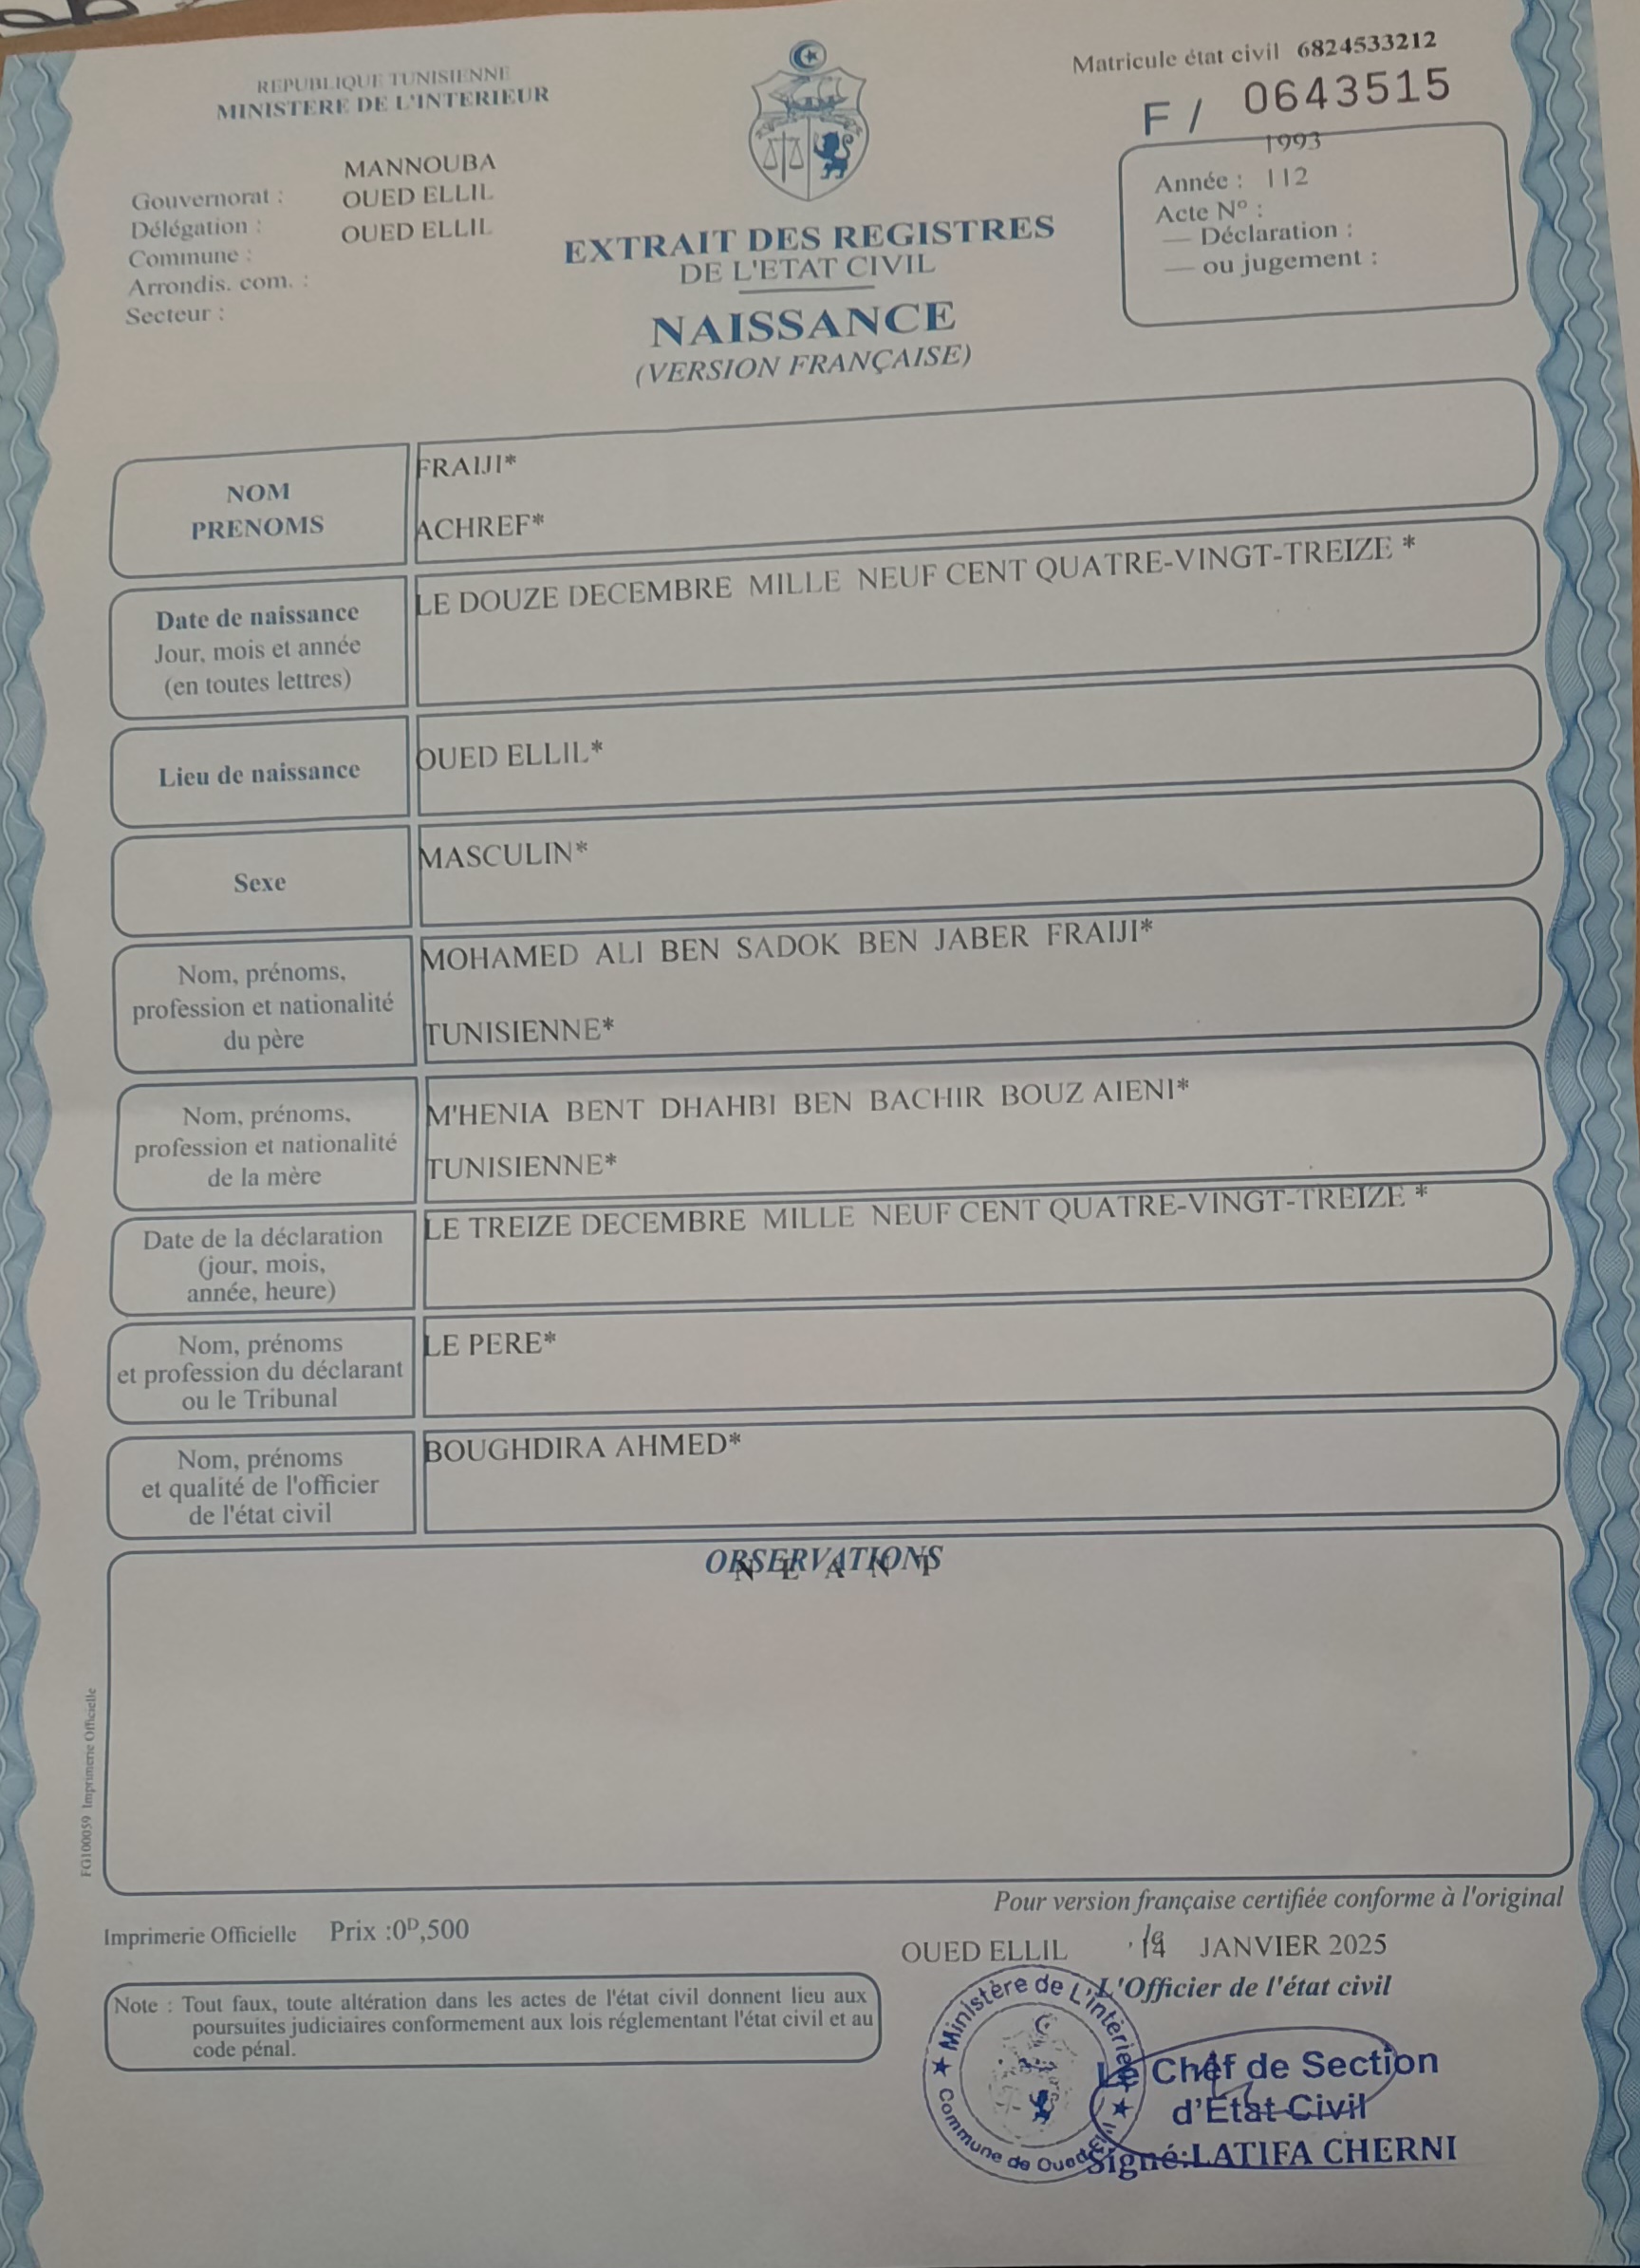 REPUBLIQUE TUNISIENNE
MINISTERE DE L'INTERIEUR
Matricule état civil 6824533212
F / 0643515
MANNOUBA
Gouvernorat : OUED ELLIL
Délégation : OUED ELLIL
Commune :
Arrondis. com. :
Secteur :
1993
Année : 112
Acte N° :
— Déclaration :
— ou jugement :
EXTRAIT DES REGISTRES
DE L'ETAT CIVIL
NAISSANCE
(VERSION FRANÇAISE)
NOM
PRENOMS
FRAIJI*
ACHREF*
Date de naissance
Jour, mois et année
(en toutes lettres)
LE DOUZE DECEMBRE MILLE NEUF CENT QUATRE-VINGT-TREIZE *
Lieu de naissance
OUED ELLIL*
Sexe
MASCULIN*
Nom, prénoms,
profession et nationalité
du père
MOHAMED ALI BEN SADOK BEN JABER FRAIJI*
TUNISIENNE*
Nom, prénoms,
profession et nationalité
de la mère
M'HENIA BENT DHAHBI BEN BACHIR BOUZ AIENI*
TUNISIENNE*
Date de la déclaration
(jour, mois,
année, heure)
LE TREIZE DECEMBRE MILLE NEUF CENT QUATRE-VINGT-TREIZE *
Nom, prénoms
et profession du déclarant
ou le Tribunal
LE PERE*
Nom, prénoms
et qualité de l'officier
de l'état civil
BOUGHDIRA AHMED*
OBSERVATIONS
N E A N T
FG100059 Imprimerie Officielle
Pour version française certifiée conforme à l'original
Imprimerie Officielle Prix :0ᴰ,500
OUED ELLIL JANVIER 2025
L'Officier de l'état civil
Note : Tout faux, toute altération dans les actes de l'état civil donnent lieu aux
poursuites judiciaires conformement aux lois réglementant l'état civil et au
code pénal.
Ministère de L'intérieur
Commune de Oued Ellil
Le Chef de Section
d'Etat Civil
Signé:LATIFA CHERNI